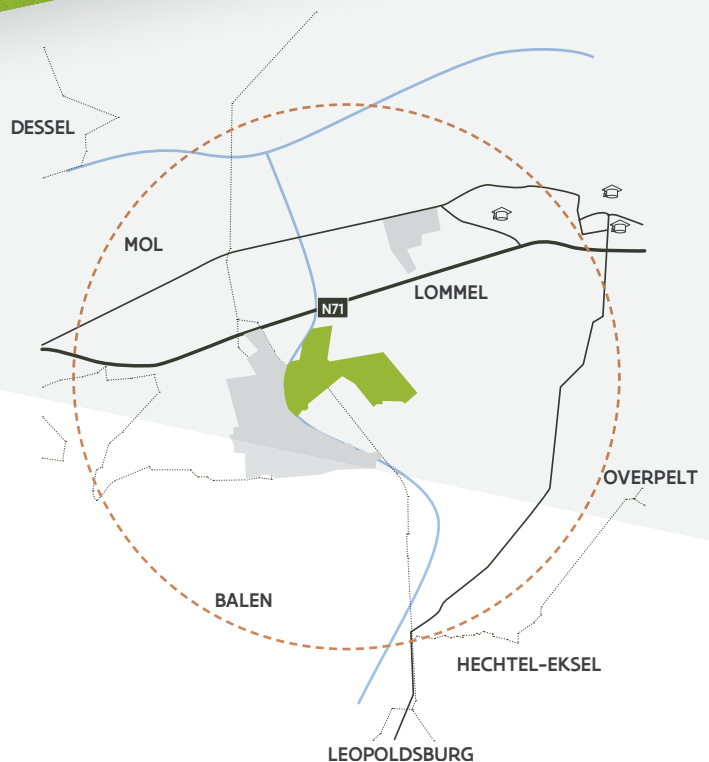 DESSEL
MOL
LOMMEL
N71
OVERPELT
BALEN
HECHTEL-EKSEL
LEOPOLDSBURG